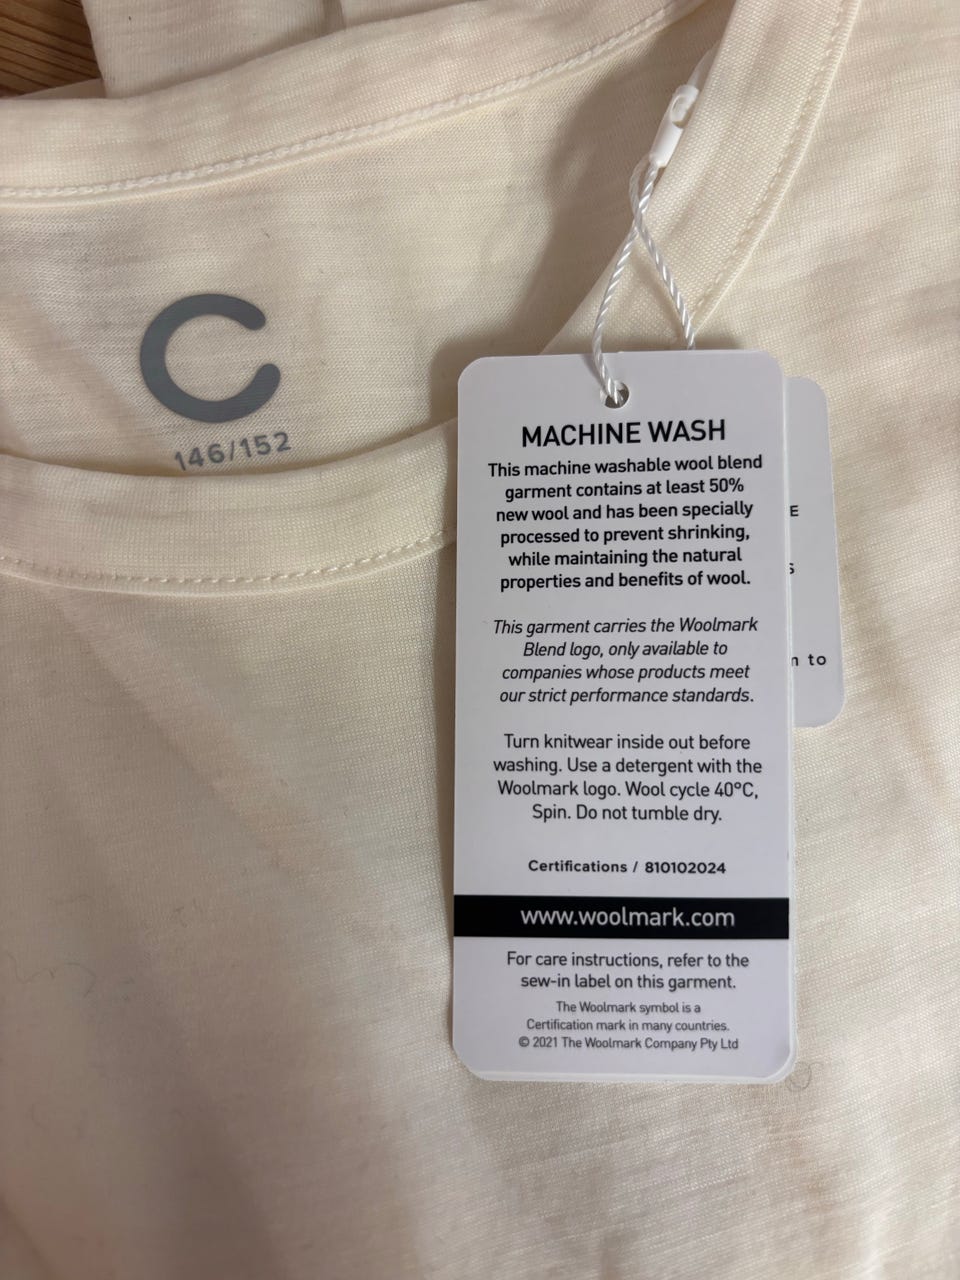 C
146/152
MACHINE WASH
This machine washable wool blend
garment contains at least 50%
new wool and has been specially
processed to prevent shrinking,
while maintaining the natural
properties and benefits of wool.
This garment carries the Woolmark
Blend logo, only available to
companies whose products meet
our strict performance standards.
Turn knitwear inside out before
washing. Use a detergent with the
Woolmark logo. Wool cycle 40°C,
Spin. Do not tumble dry.
Certifications / 810102024
www.woolmark.com
For care instructions, refer to the
sew-in label on this garment.
The Woolmark symbol is a
Certification mark in many countries.
© 2021 The Woolmark Company Pty Ltd
E
S
to